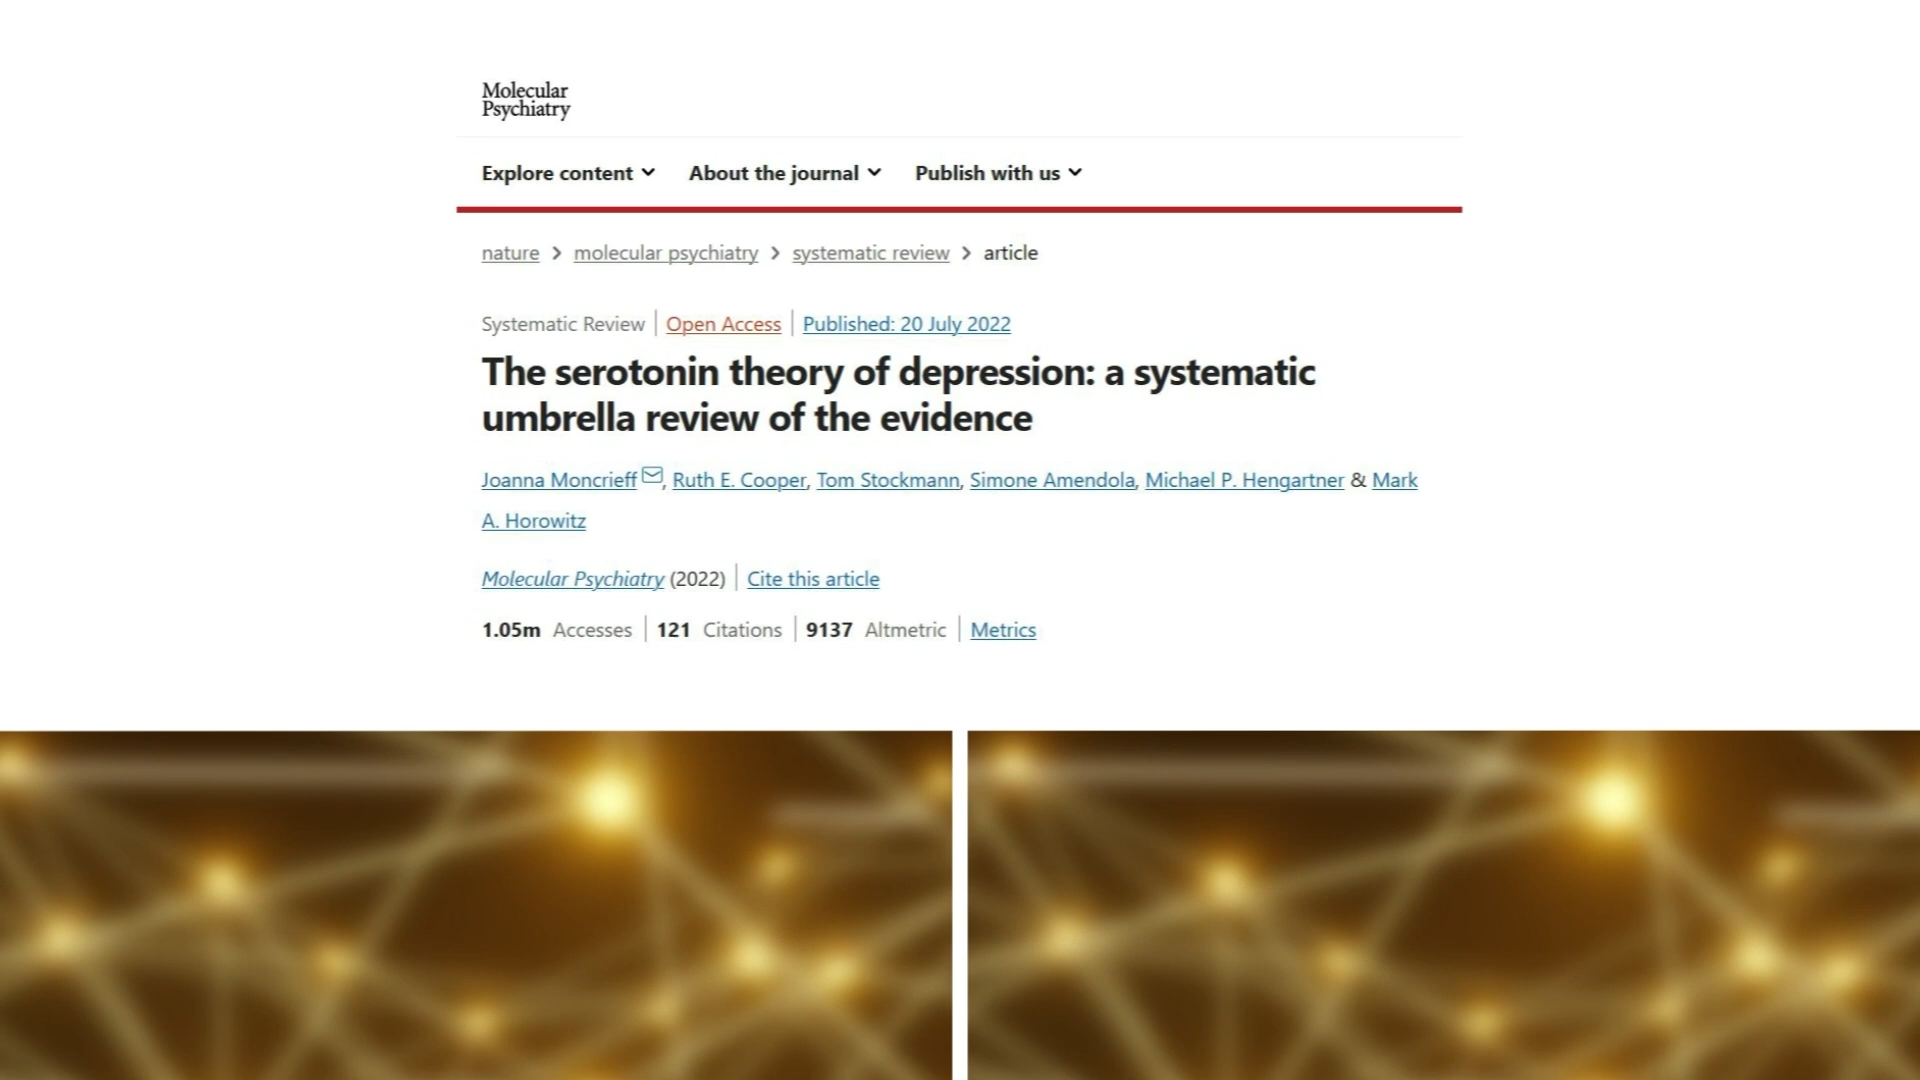 Molecular
Psychiatry
Explore content About the journal Publish with us
nature > molecular psychiatry > systematic review > article
Systematic Review | Open Access | Published: 20 July 2022
The serotonin theory of depression: a systematic
umbrella review of the evidence
Joanna Moncrieff, Ruth E. Cooper, Tom Stockmann, Simone Amendola, Michael P. Hengartner & Mark
A. Horowitz
Molecular Psychiatry (2022) | Cite this article
1.05m Accesses | 121 Citations | 9137 Altmetric | Metrics